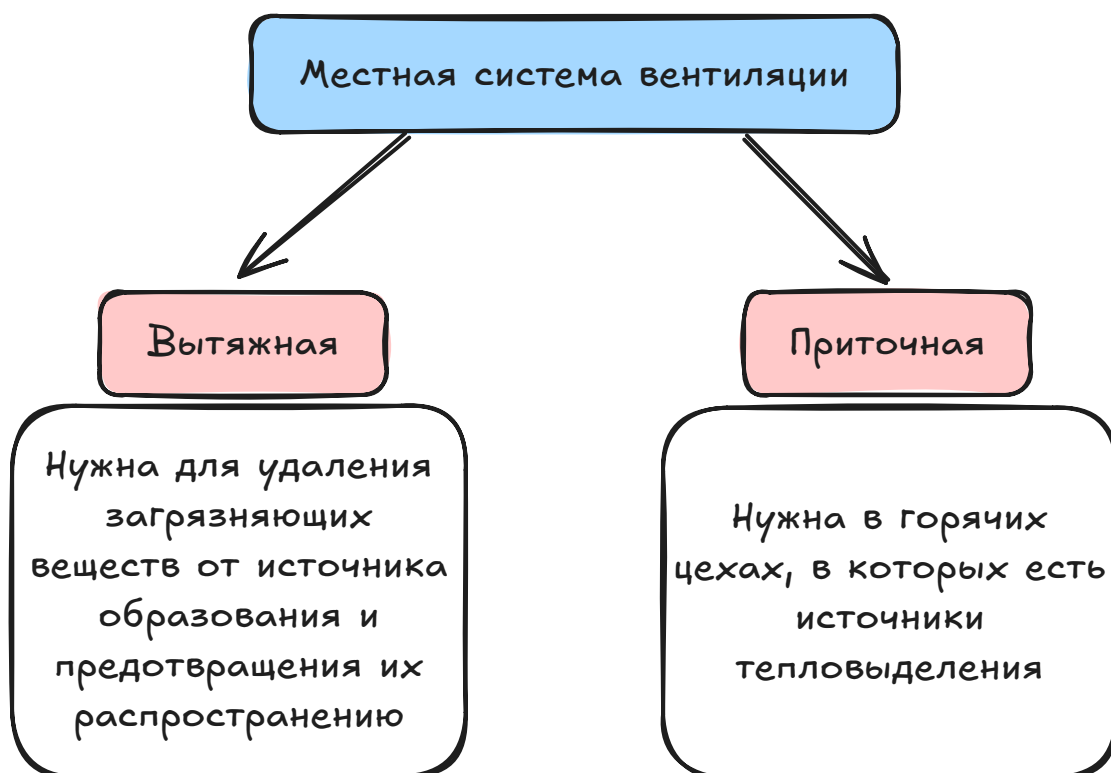 Местная система вентиляции
Вытяжная
Приточная
Нужна для удаления
загрязняющих
веществ от источника
образования и
предотвращения их
распространению
Нужна в горячих
цехах, в которых есть
источники
тепловыделения